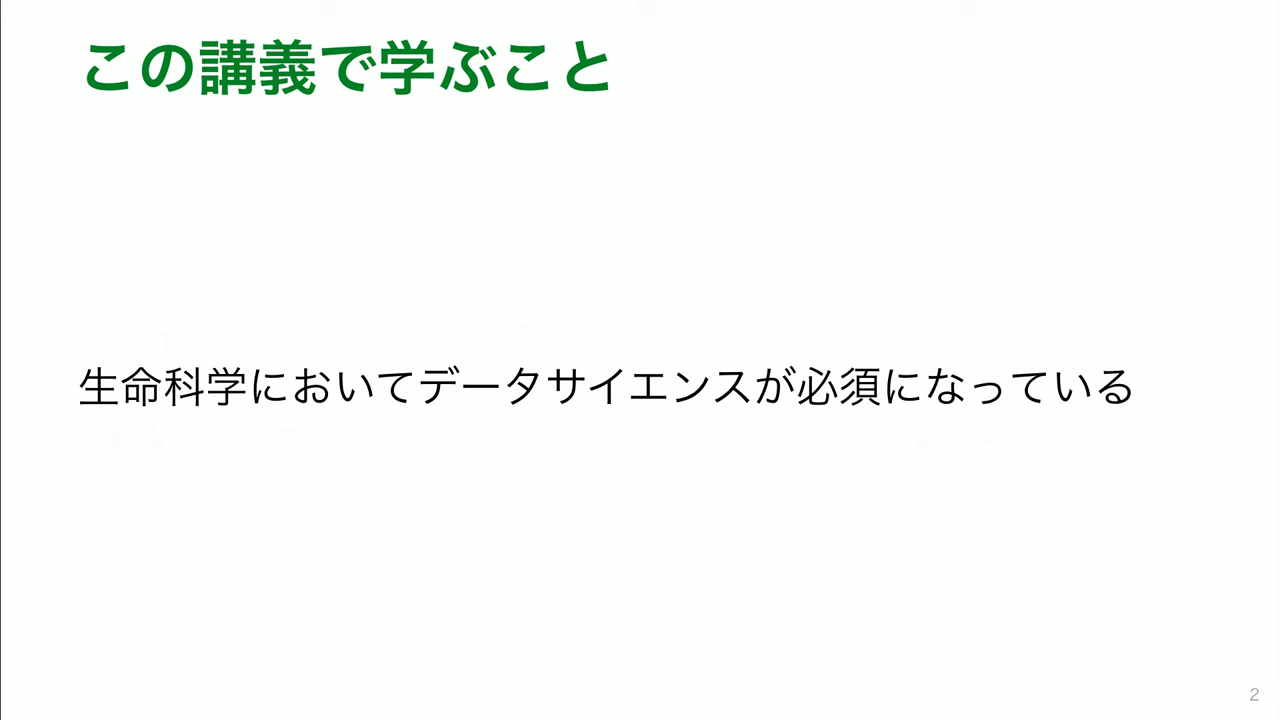 この講義で学ぶこと
生命科学においてデータサイエンスが必須になっている
2